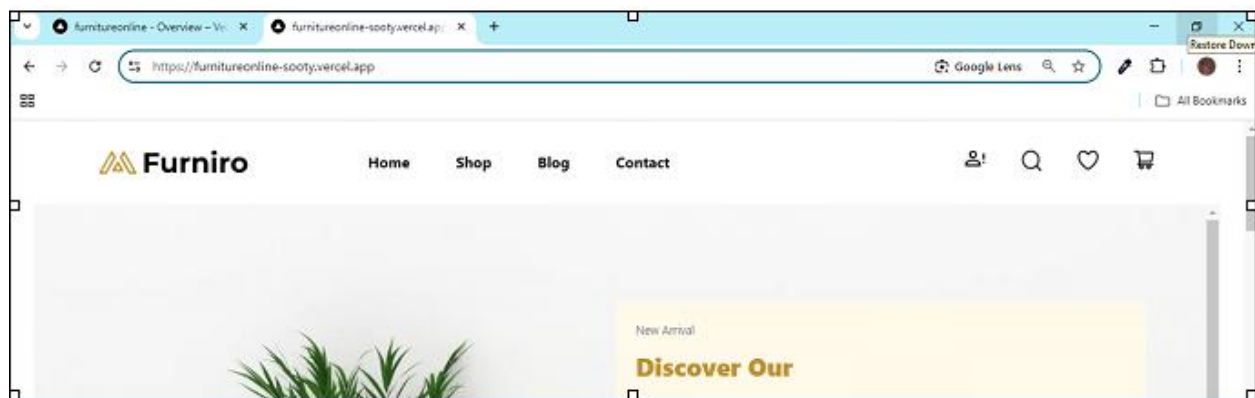 furnitureonline - Overview – Ve
furnitureonline-sooty.vercel.ap
Restore Down
https://furnitureonline-sooty.vercel.app
Google Lens
All Bookmarks
Furniro
Home Shop Blog Contact
New Arrival
Discover Our